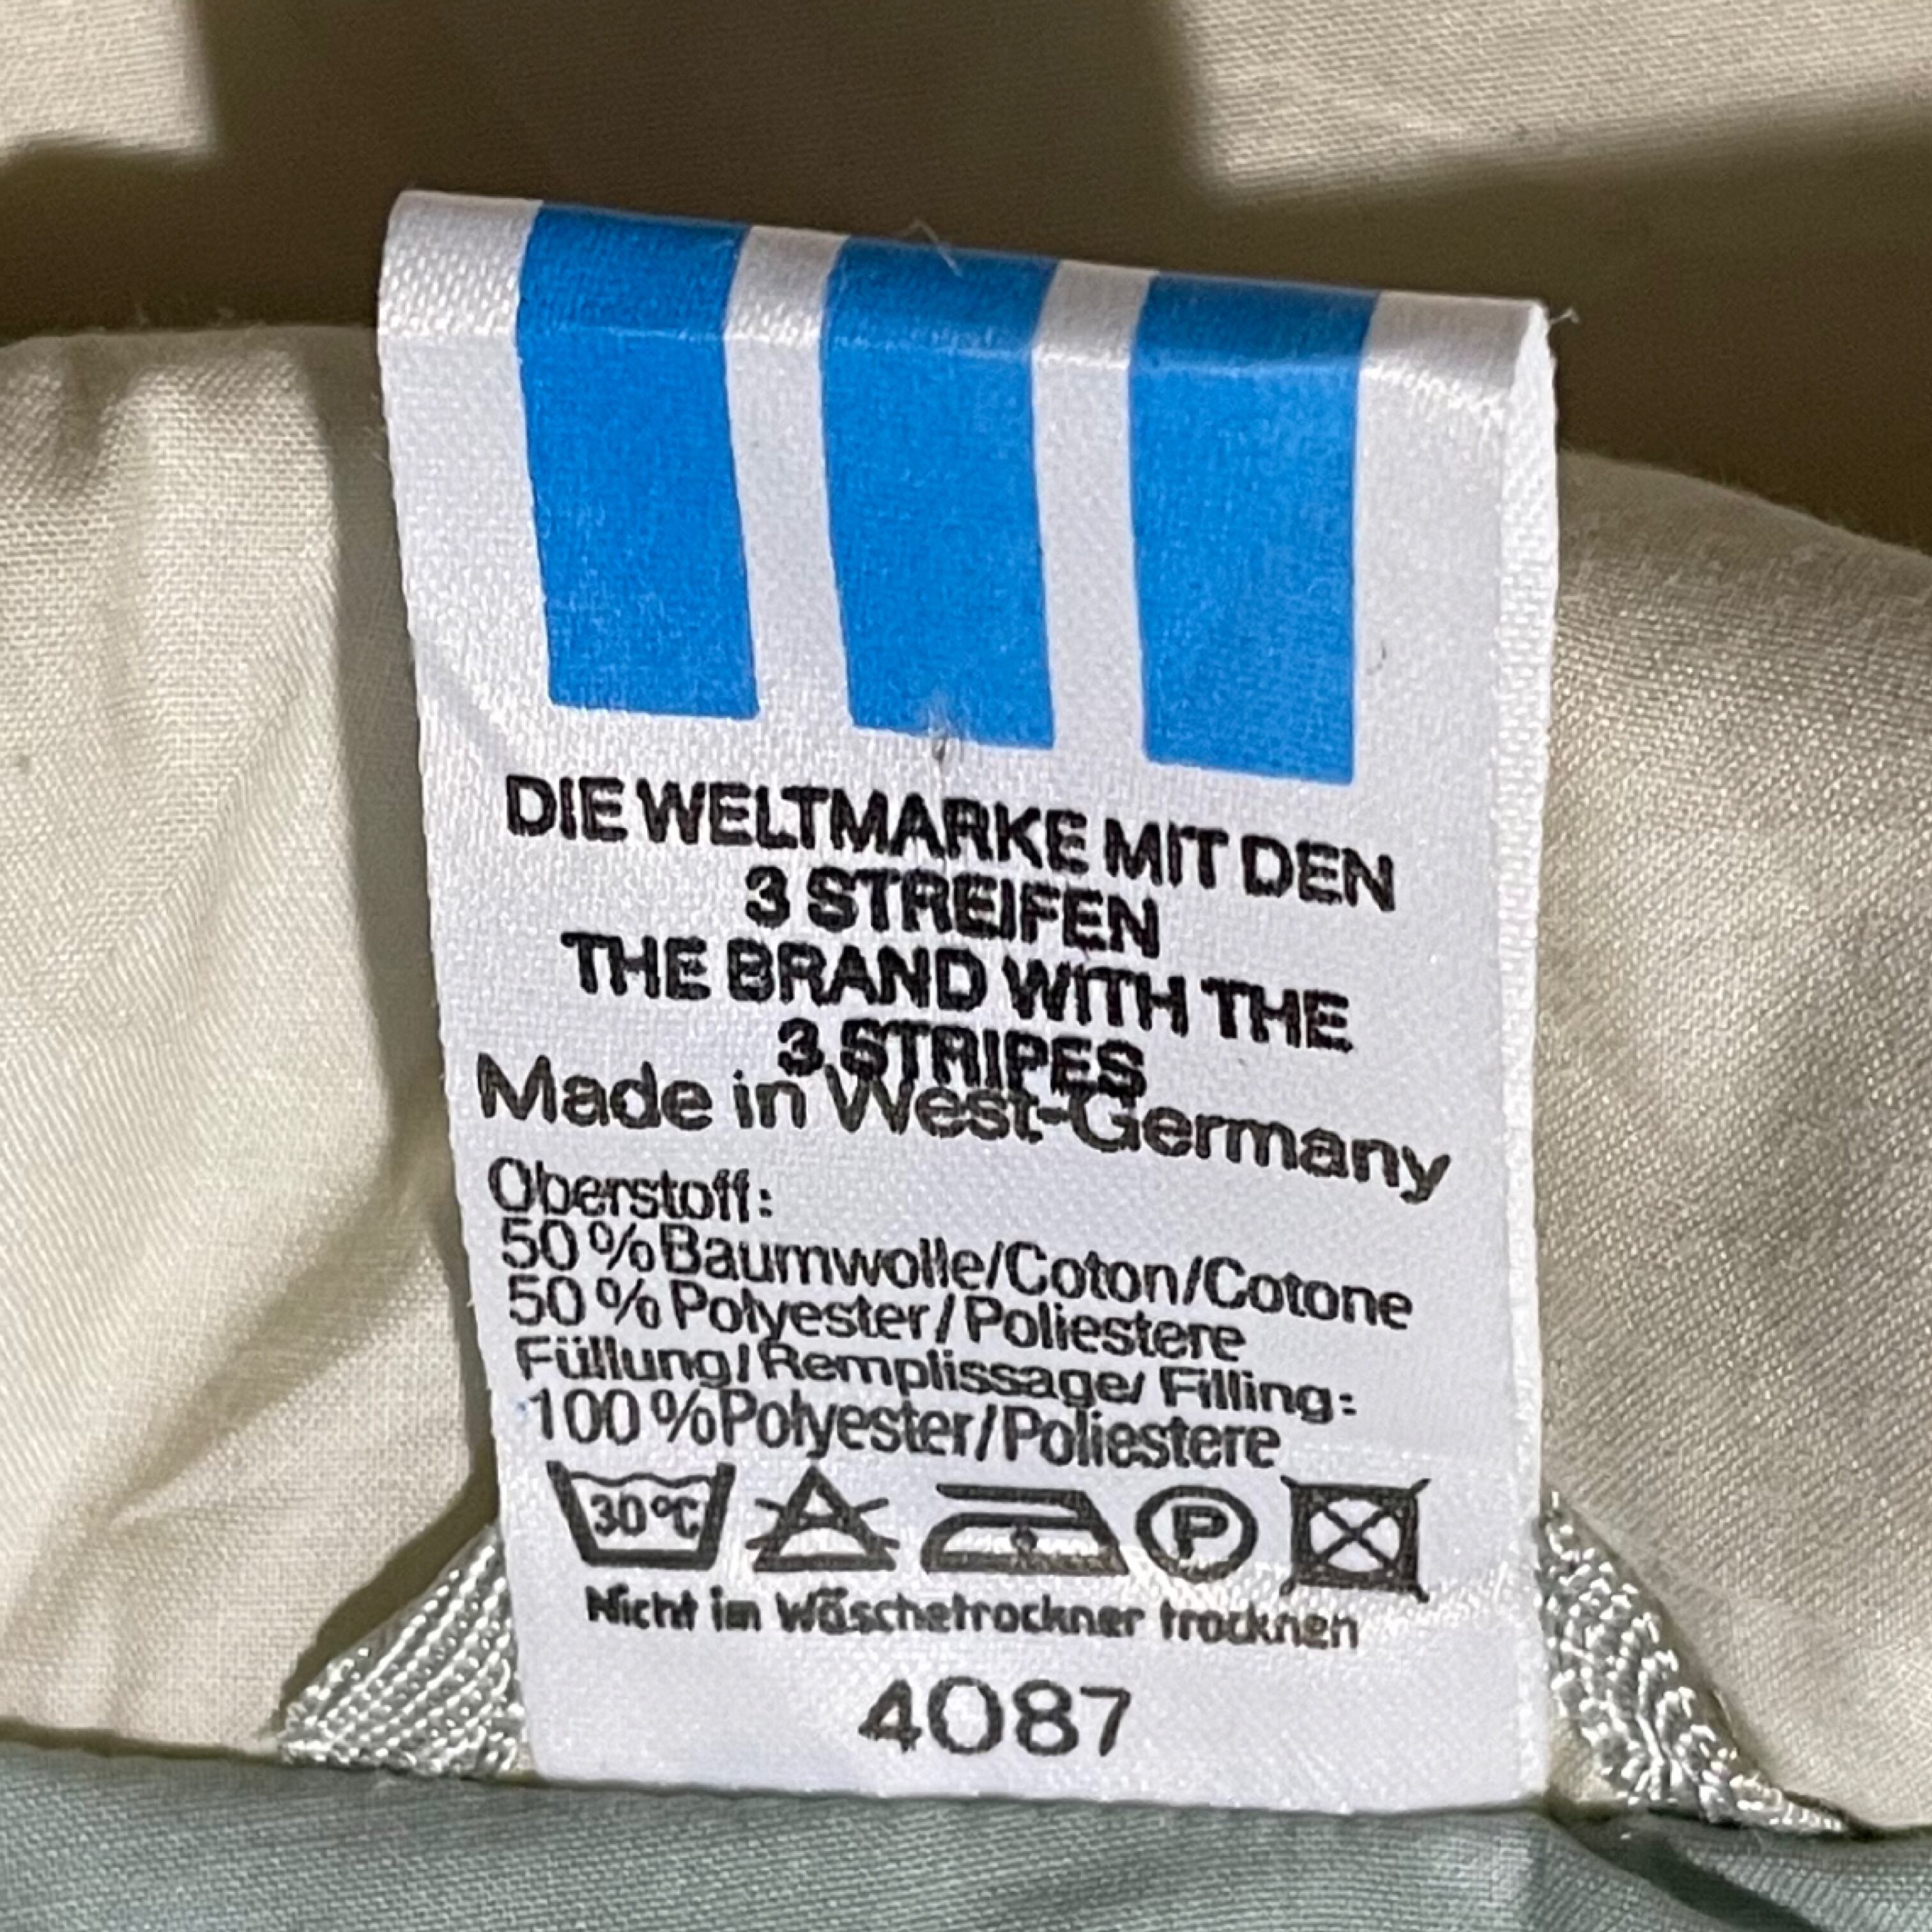 DIE WELTMARKE MIT DEN
3 STREIFEN
THE BRAND WITH THE
3 STRIPES
Made in West-Germany
Oberstoff:
50 % Baumwolle/Coton/Cotone
50 % Polyester/Poliestere
Füllung/Remplissage/Filling:
100 % Polyester/Poliestere
30°C P
Nicht im Wäschetrockner trocknen
4087